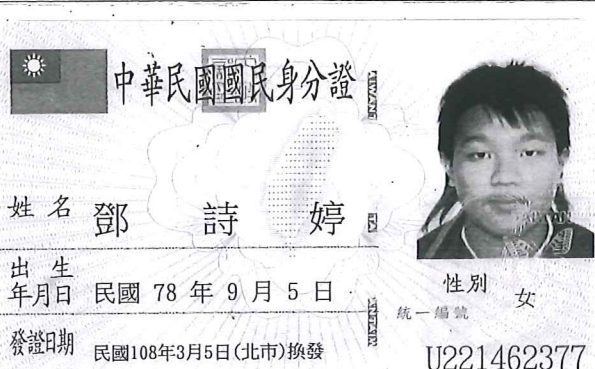 中華民國國民身分證
姓名 鄧詩婷
出生年月日 民國 78 年 9 月 5 日
性別 女
統一編號
發證日期 民國108年3月5日(北市)換發
U221462377